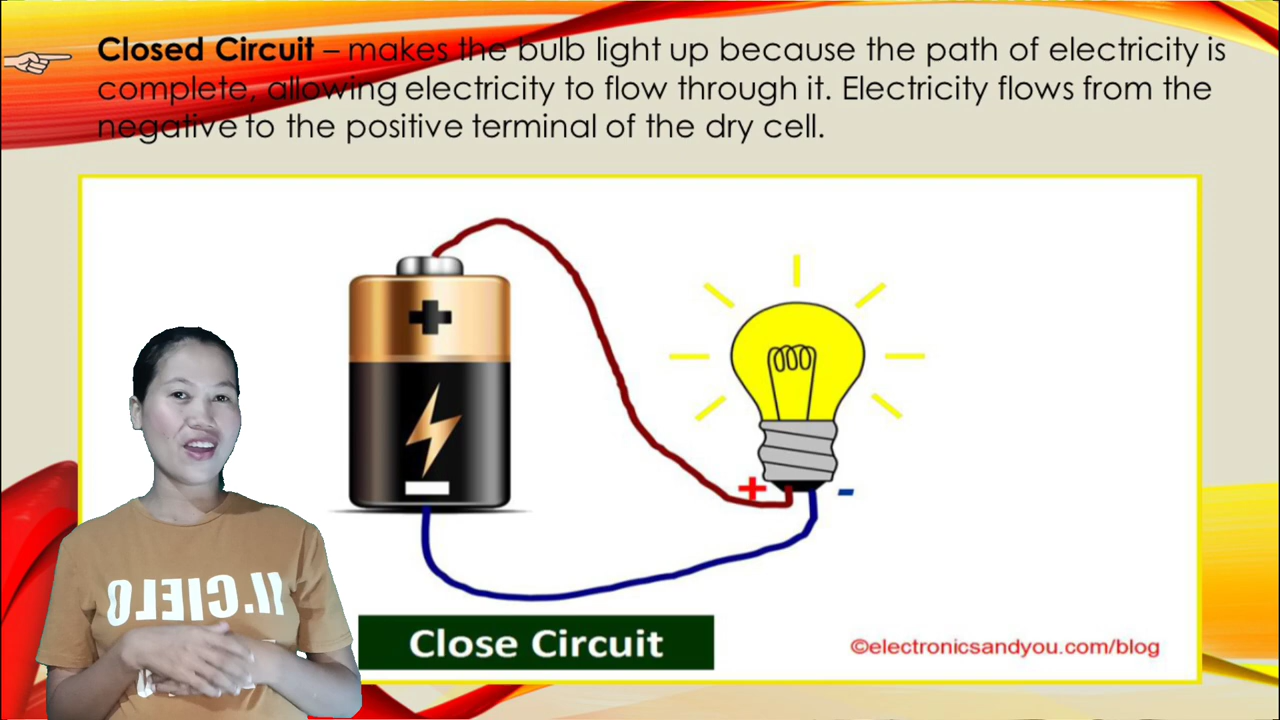 Closed Circuit – makes the bulb light up because the path of electricity is
complete, allowing electricity to flow through it. Electricity flows from the
negative to the positive terminal of the dry cell.
+ -
IL.CIELO
Close Circuit
©electronicsandyou.com/blog